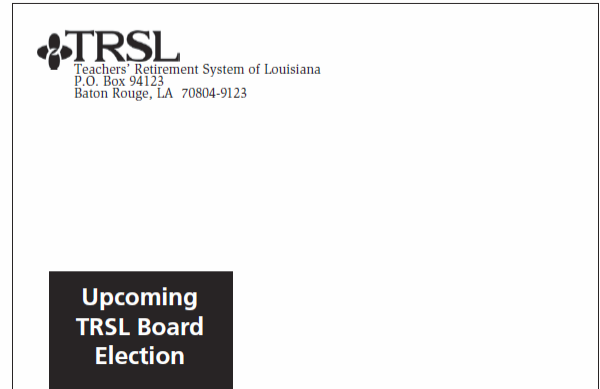 TRSL
Teachers' Retirement System of Louisiana
P.O. Box 94123
Baton Rouge, LA 70804-9123
Upcoming
TRSL Board
Election